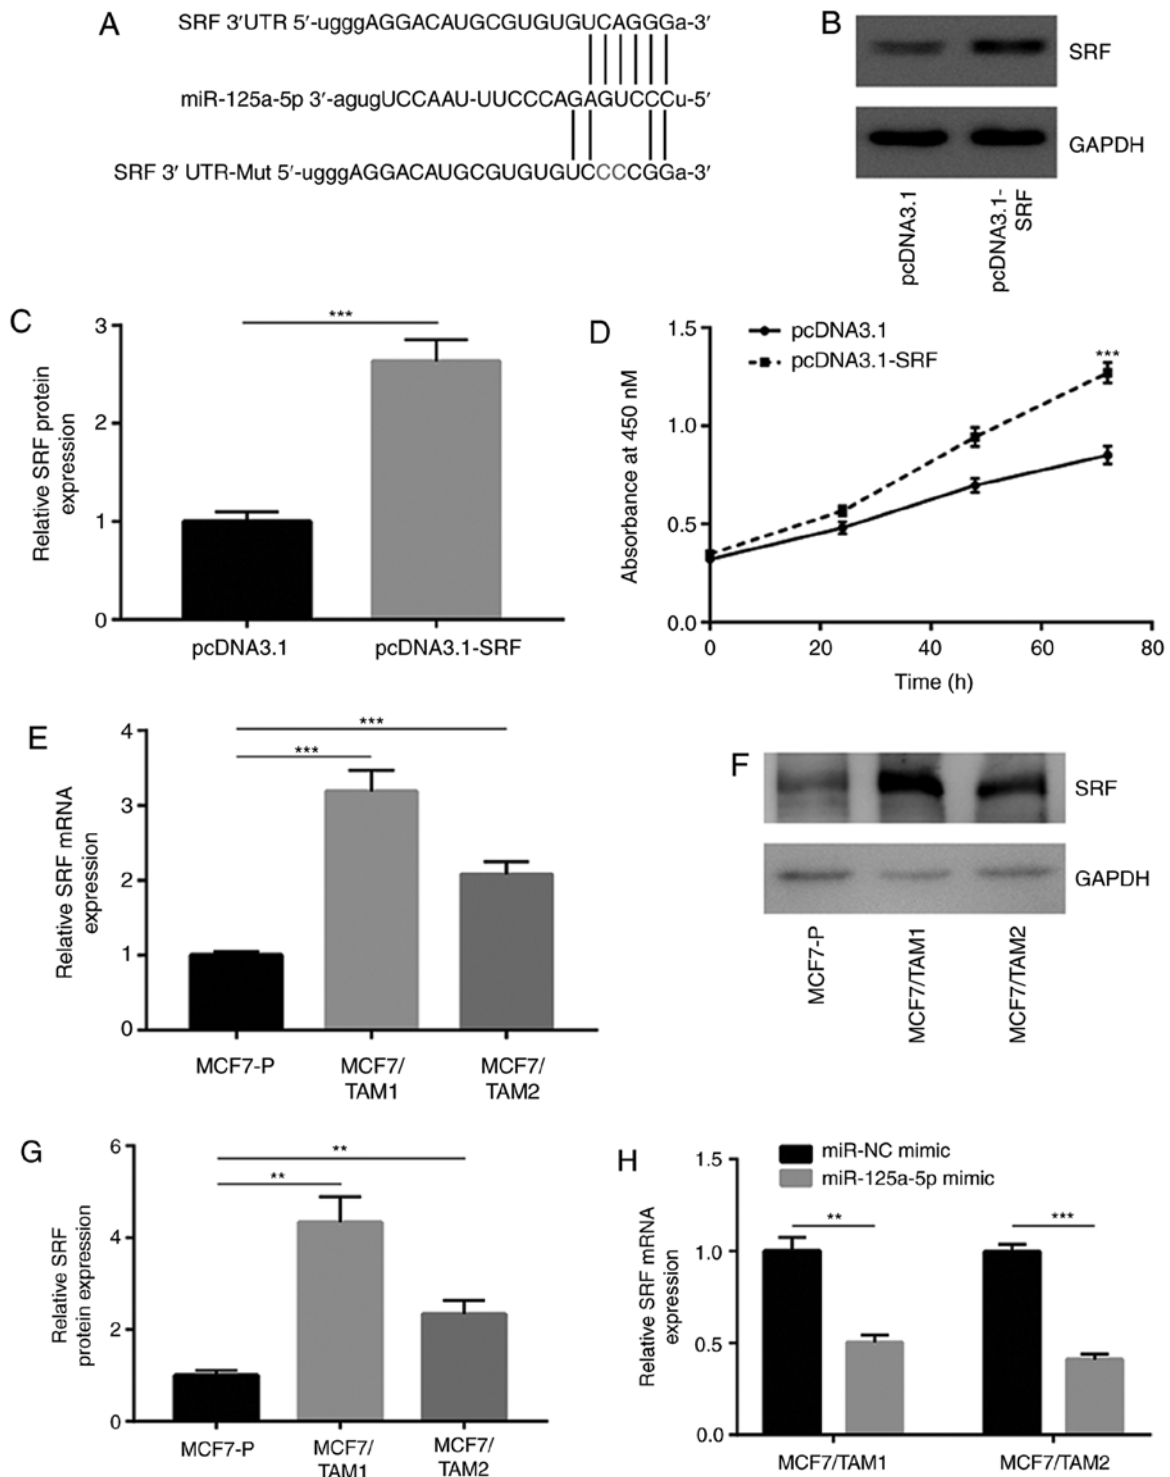 A
SRF 3′UTR 5′-ugggAGGACAUGCGUGUGUCAGGGa-3′
miR-125a-5p 3′-agugUCCAAU-UUCCCAGAGUCCCu-5′
SRF 3′ UTR-Mut 5′-ugggAGGACAUGCGUGUGUCCCCGGa-3′
B
SRF
GAPDH
pcDNA3.1
pcDNA3.1-
SRF
C
Relative SRF protein
expression
3
2
1
0
***
pcDNA3.1
pcDNA3.1-SRF
D
Absorbance at 450 nM
1.5
1.0
0.5
0.0
pcDNA3.1
pcDNA3.1-SRF
***
0
20
40
60
80
Time (h)
E
Relative SRF mRNA
expression
4
3
2
1
0
***
***
MCF7-P
MCF7/
TAM1
MCF7/
TAM2
F
SRF
GAPDH
MCF7-P
MCF7/TAM1
MCF7/TAM2
G
Relative SRF
protein expression
6
4
2
0
**
**
MCF7-P
MCF7/
TAM1
MCF7/
TAM2
H
Relative SRF mRNA
expression
1.5
1.0
0.5
0.0
miR-NC mimic
miR-125a-5p mimic
**
***
MCF7/TAM1
MCF7/TAM2